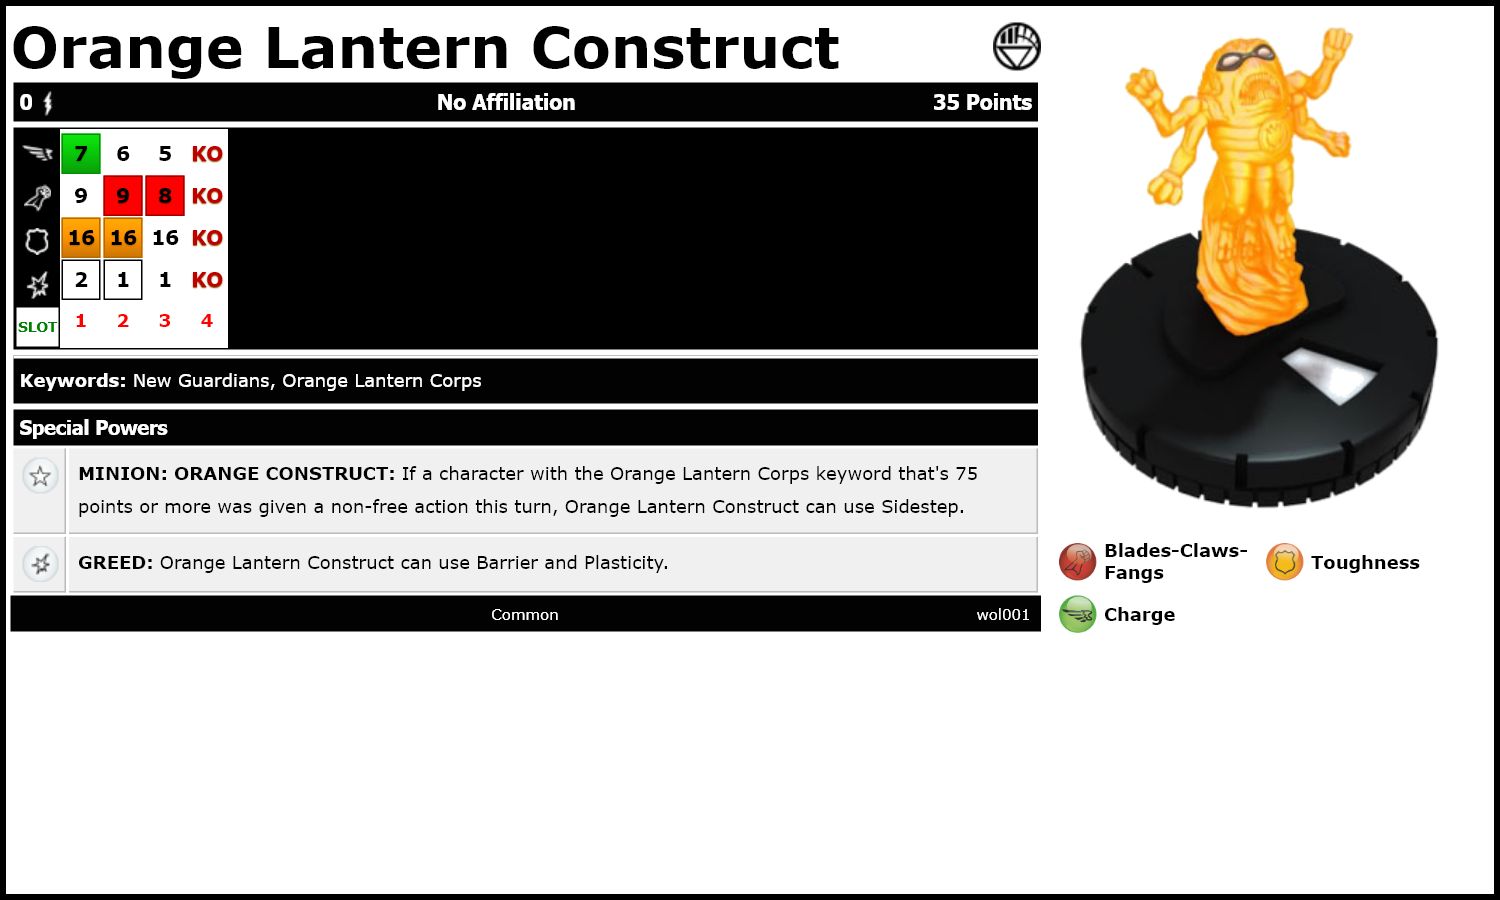 Orange Lantern Construct
0 No Affiliation 35 Points
7 6 5 KO
9 9 8 KO
16 16 16 KO
2 1 1 KO
SLOT 1 2 3 4
Keywords: New Guardians, Orange Lantern Corps
Special Powers
MINION: ORANGE CONSTRUCT: If a character with the Orange Lantern Corps keyword that's 75
points or more was given a non-free action this turn, Orange Lantern Construct can use Sidestep.
GREED: Orange Lantern Construct can use Barrier and Plasticity.
Common wol001
Blades-Claws-
Fangs
Toughness
Charge